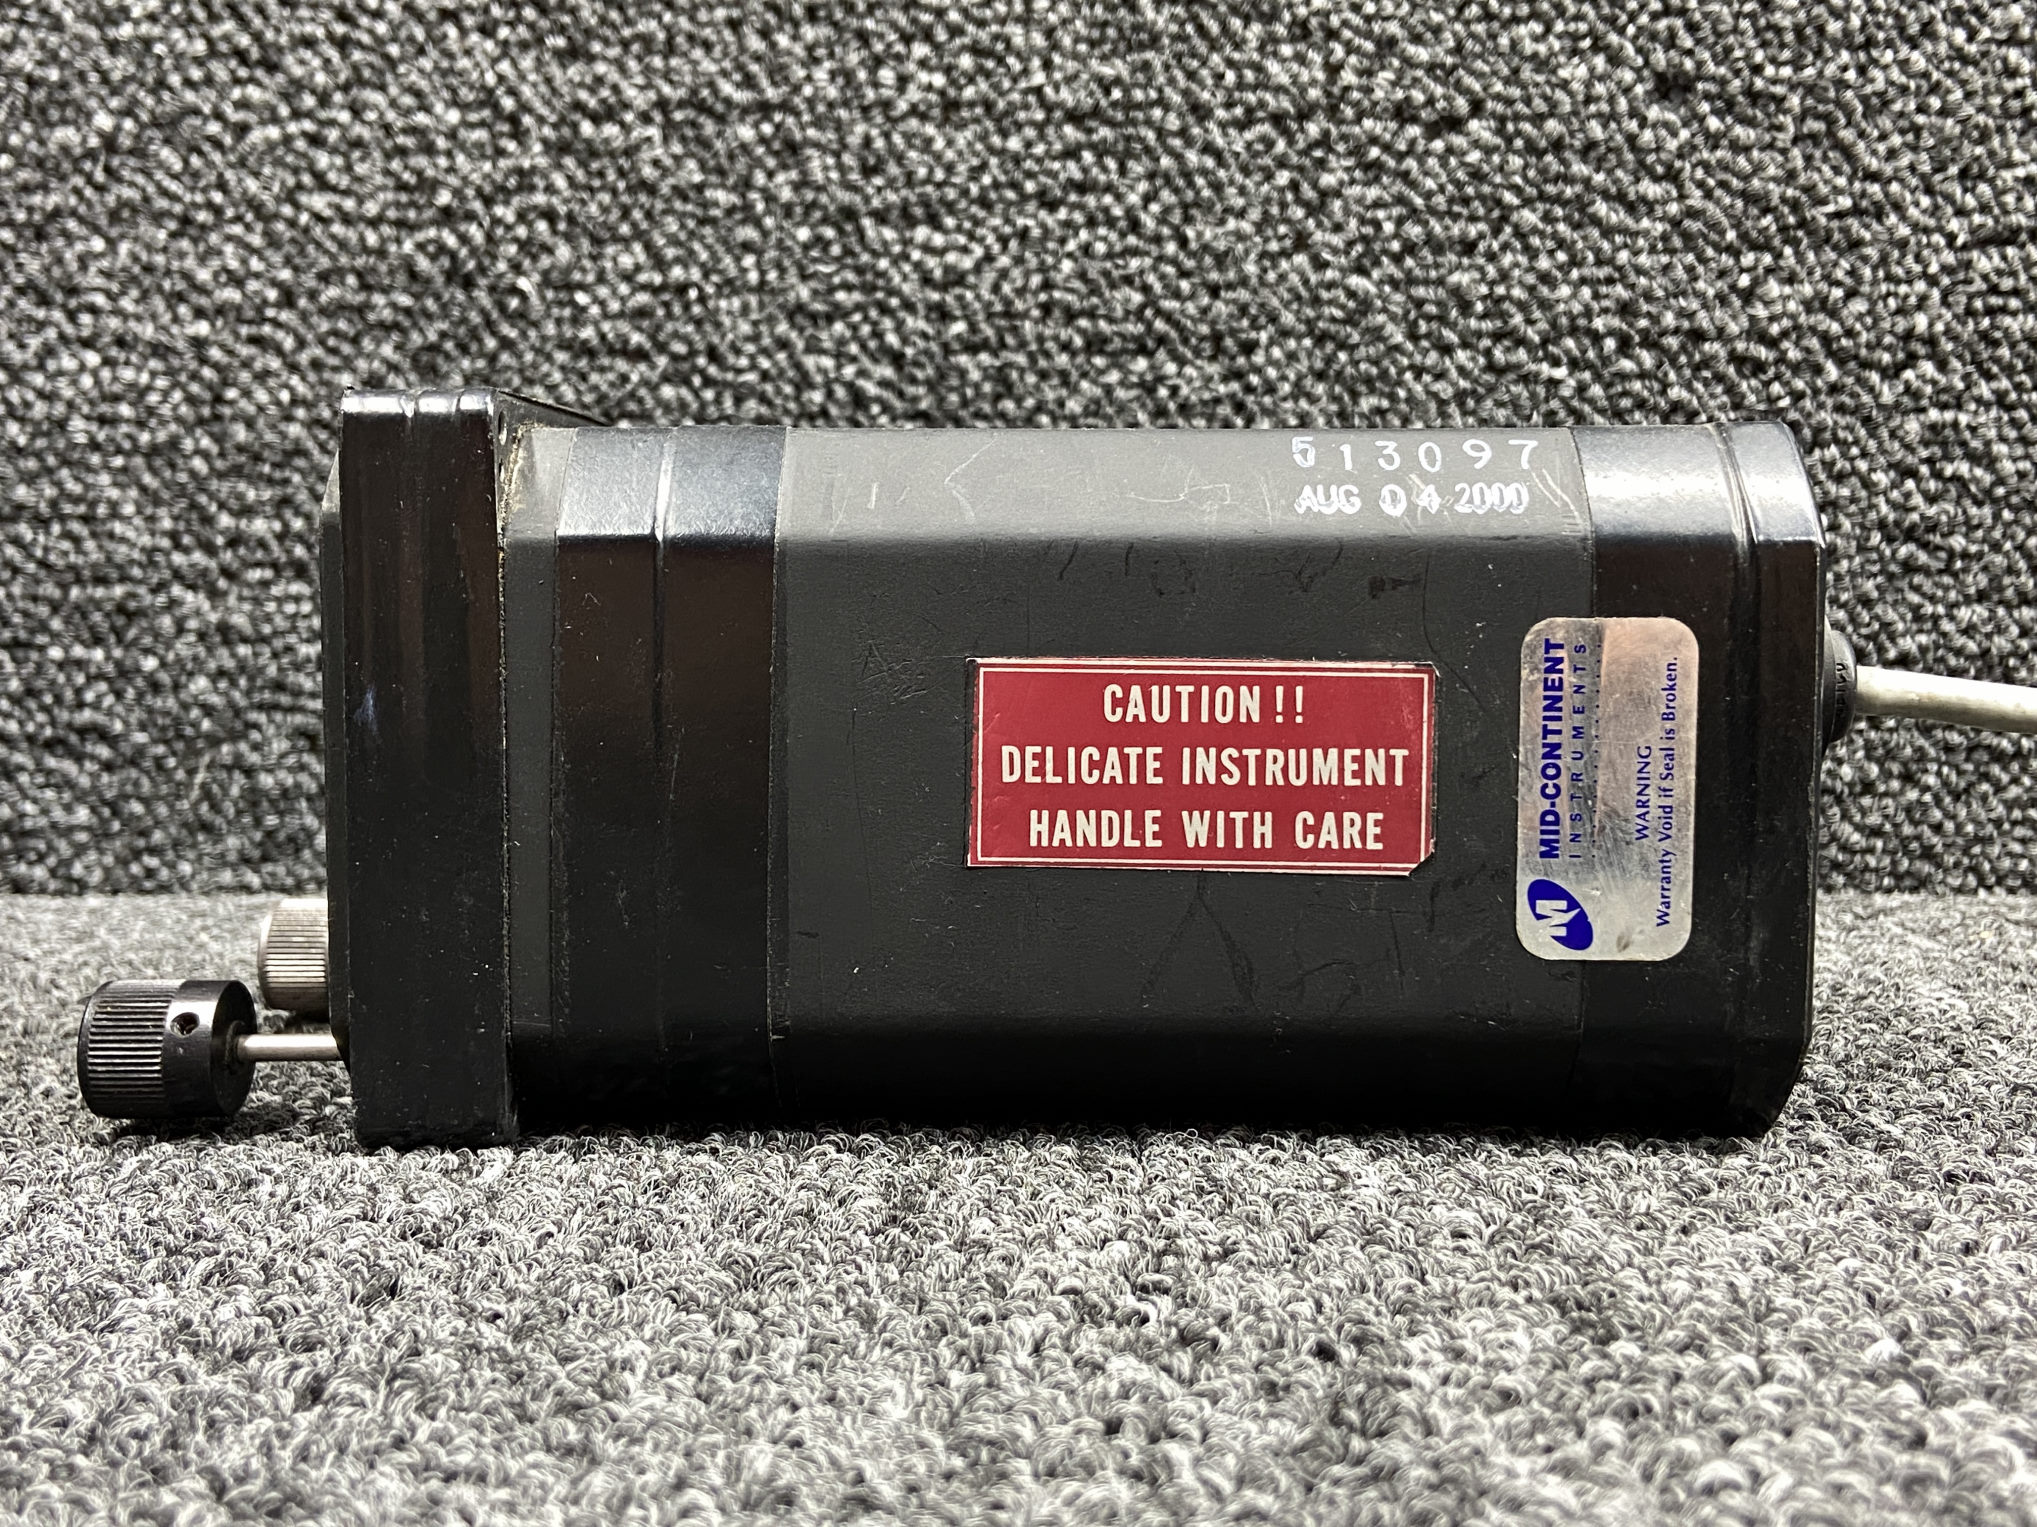 513097
AUG 04 2000
CAUTION!!
DELICATE INSTRUMENT
HANDLE WITH CARE
M
MID-CONTINENT
INSTRUMENTS
WARNING
Warranty Void if Seal is Broken.